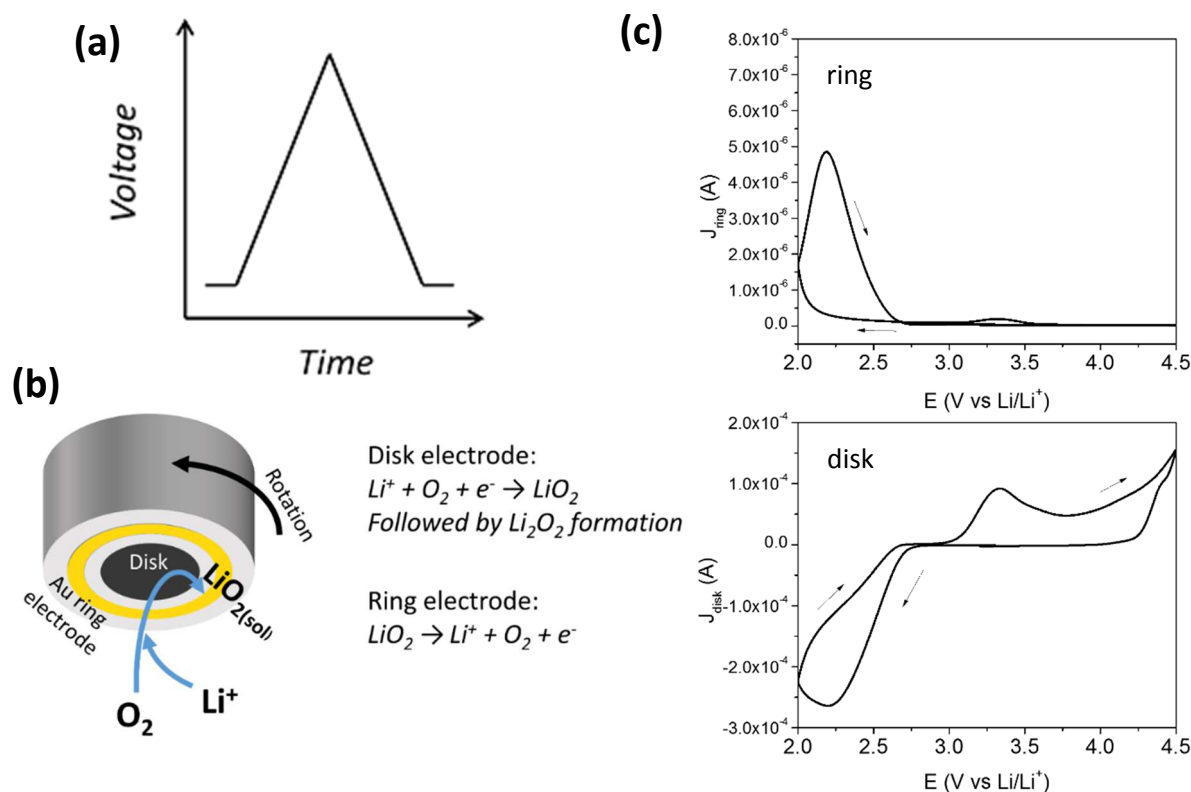 (a)
Voltage
Time
(b)
Rotation
Disk
LiO₂(sol)
Au ring
electrode
O₂
Li⁺
Disk electrode:
Li⁺ + O₂ + e⁻ → LiO₂
Followed by Li₂O₂ formation
Ring electrode:
LiO₂ → Li⁺ + O₂ + e⁻
(c)
ring
J_ring (A)
8.0x10⁻⁶
7.0x10⁻⁶
6.0x10⁻⁶
5.0x10⁻⁶
4.0x10⁻⁶
3.0x10⁻⁶
2.0x10⁻⁶
1.0x10⁻⁶
0.0
2.0 2.5 3.0 3.5 4.0 4.5
E (V vs Li/Li⁺)
disk
J_disk (A)
2.0x10⁻⁴
1.0x10⁻⁴
0.0
-1.0x10⁻⁴
-2.0x10⁻⁴
-3.0x10⁻⁴
2.0 2.5 3.0 3.5 4.0 4.5
E (V vs Li/Li⁺)